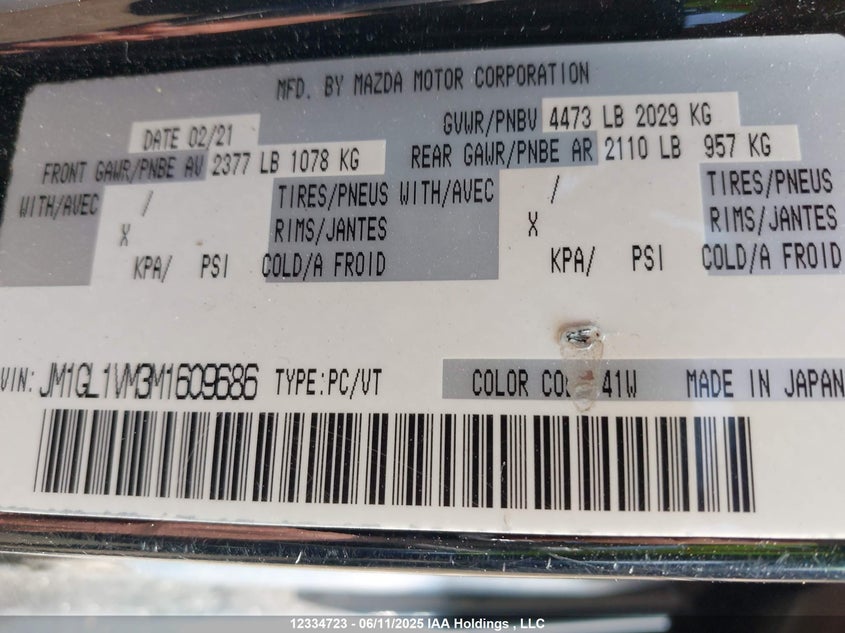 MFD. BY MAZDA MOTOR CORPORATION
DATE 02/21 GVWR/PNBV 4473 LB 2029 KG
FRONT GAWR/PNBE AV 2377 LB 1078 KG REAR GAWR/PNBE AR 2110 LB 957 KG
WITH/AVEC / TIRES/PNEUS WITH/AVEC / TIRES/PNEUS
X RIMS/JANTES X RIMS/JANTES
KPA/ PSI COLD/A FROID KPA/ PSI COLD/A FROID
VIN: JM1GL1VM3M1609686 TYPE:PC/VT COLOR 41W MADE IN JAPAN
12334723 - 06/11/2025 IAA Holdings , LLC